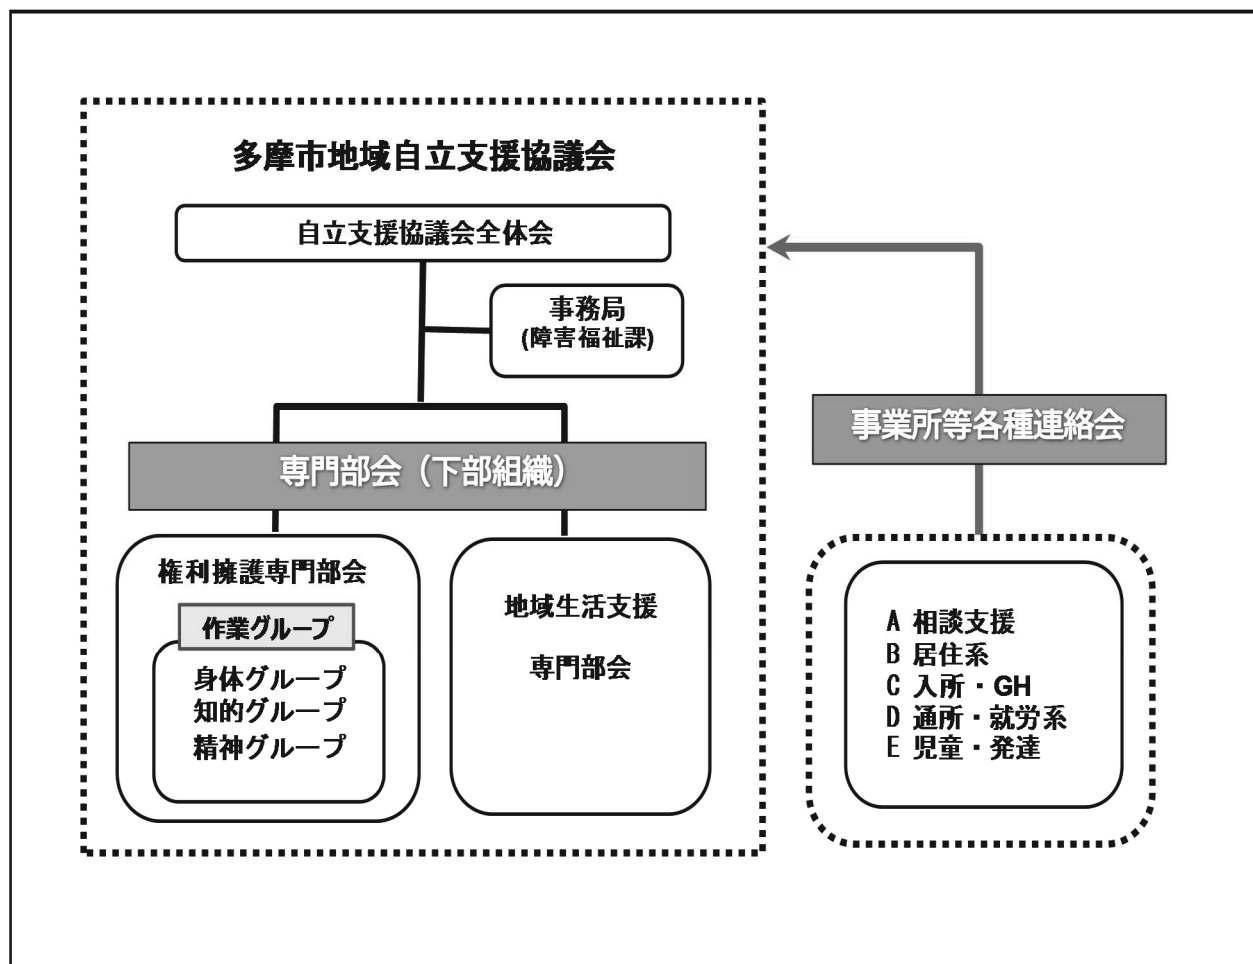 多摩市地域自立支援協議会
自立支援協議会全体会
事務局
(障害福祉課)
専門部会（下部組織）
権利擁護専門部会
作業グループ
身体グループ
知的グループ
精神グループ
地域生活支援
専門部会
事業所等各種連絡会
A 相談支援
B 居住系
C 入所・GH
D 通所・就労系
E 児童・発達